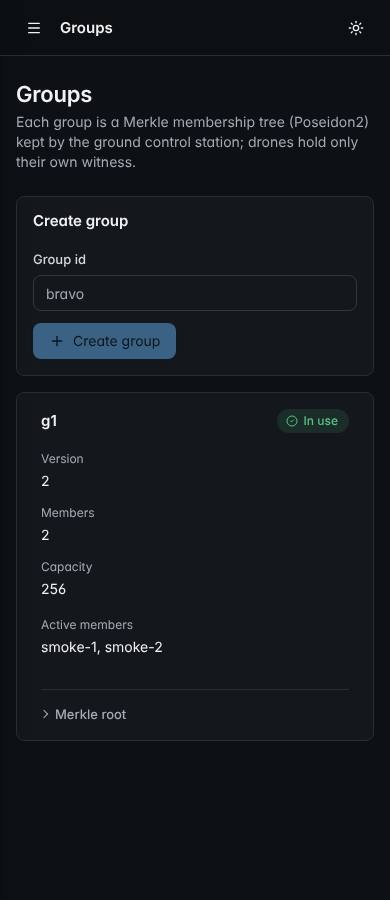 Groups
Groups
Each group is a Merkle membership tree (Poseidon2)
kept by the ground control station; drones hold only
their own witness.
Create group
Group id
bravo
Create group
g1
In use
Version
2
Members
2
Capacity
256
Active members
smoke-1, smoke-2
Merkle root